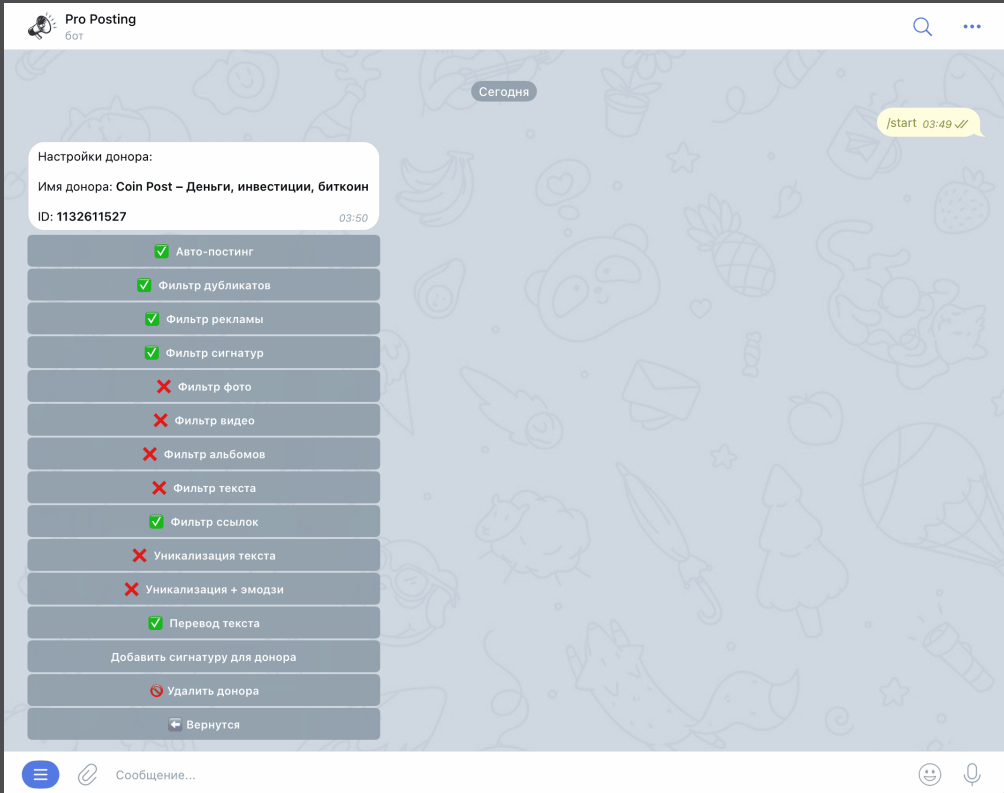 Pro Posting
бот
Сегодня
/start 03:49
Настройки донора:
Имя донора: Coin Post – Деньги, инвестиции, биткоин
ID: 1132611527 03:50
✅ Авто-постинг
✅ Фильтр дубликатов
✅ Фильтр рекламы
✅ Фильтр сигнатур
❌ Фильтр фото
❌ Фильтр видео
❌ Фильтр альбомов
❌ Фильтр текста
✅ Фильтр ссылок
❌ Уникализация текста
❌ Уникализация + эмодзи
✅ Перевод текста
Добавить сигнатуру для донора
🚫 Удалить донора
⬅️ Вернутся
Сообщение...